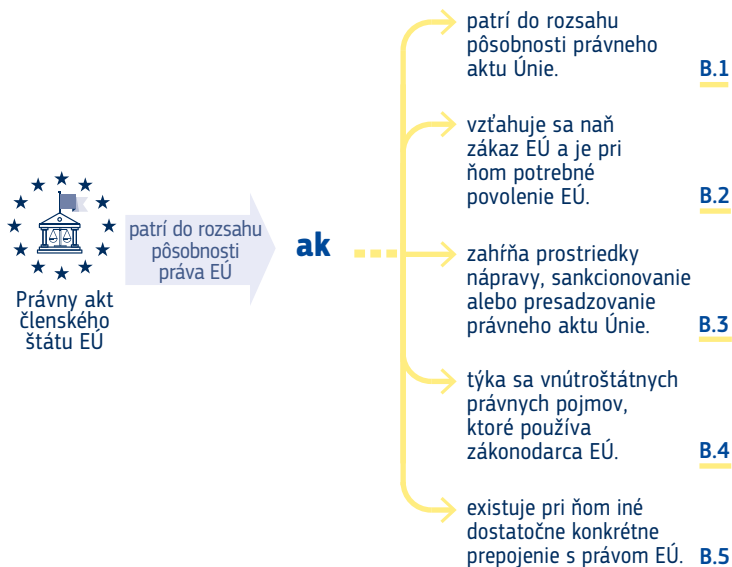 Právny akt
členského
štátu EÚ
patrí do rozsahu
pôsobnosti
práva EÚ
ak
patrí do rozsahu
pôsobnosti právneho
aktu Únie.
B.1
vzťahuje sa naň
zákaz EÚ a je pri
ňom potrebné
povolenie EÚ.
B.2
zahŕňa prostriedky
nápravy, sankcionovanie
alebo presadzovanie
právneho aktu Únie.
B.3
týka sa vnútroštátnych
právnych pojmov,
ktoré používa
zákonodarca EÚ.
B.4
existuje pri ňom iné
dostatočne konkrétne
prepojenie s právom EÚ.
B.5